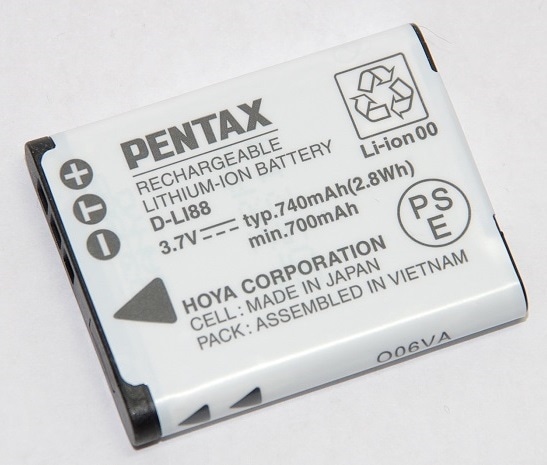 PENTAX
RECHARGEABLE
LITHIUM-ION BATTERY
D-LI88
3.7V⎓ typ.740mAh(2.8Wh)
min.700mAh
Li-ion 00
PS
E
+
T
−
HOYA CORPORATION
CELL : MADE IN JAPAN
PACK : ASSEMBLED IN VIETNAM
O06VA